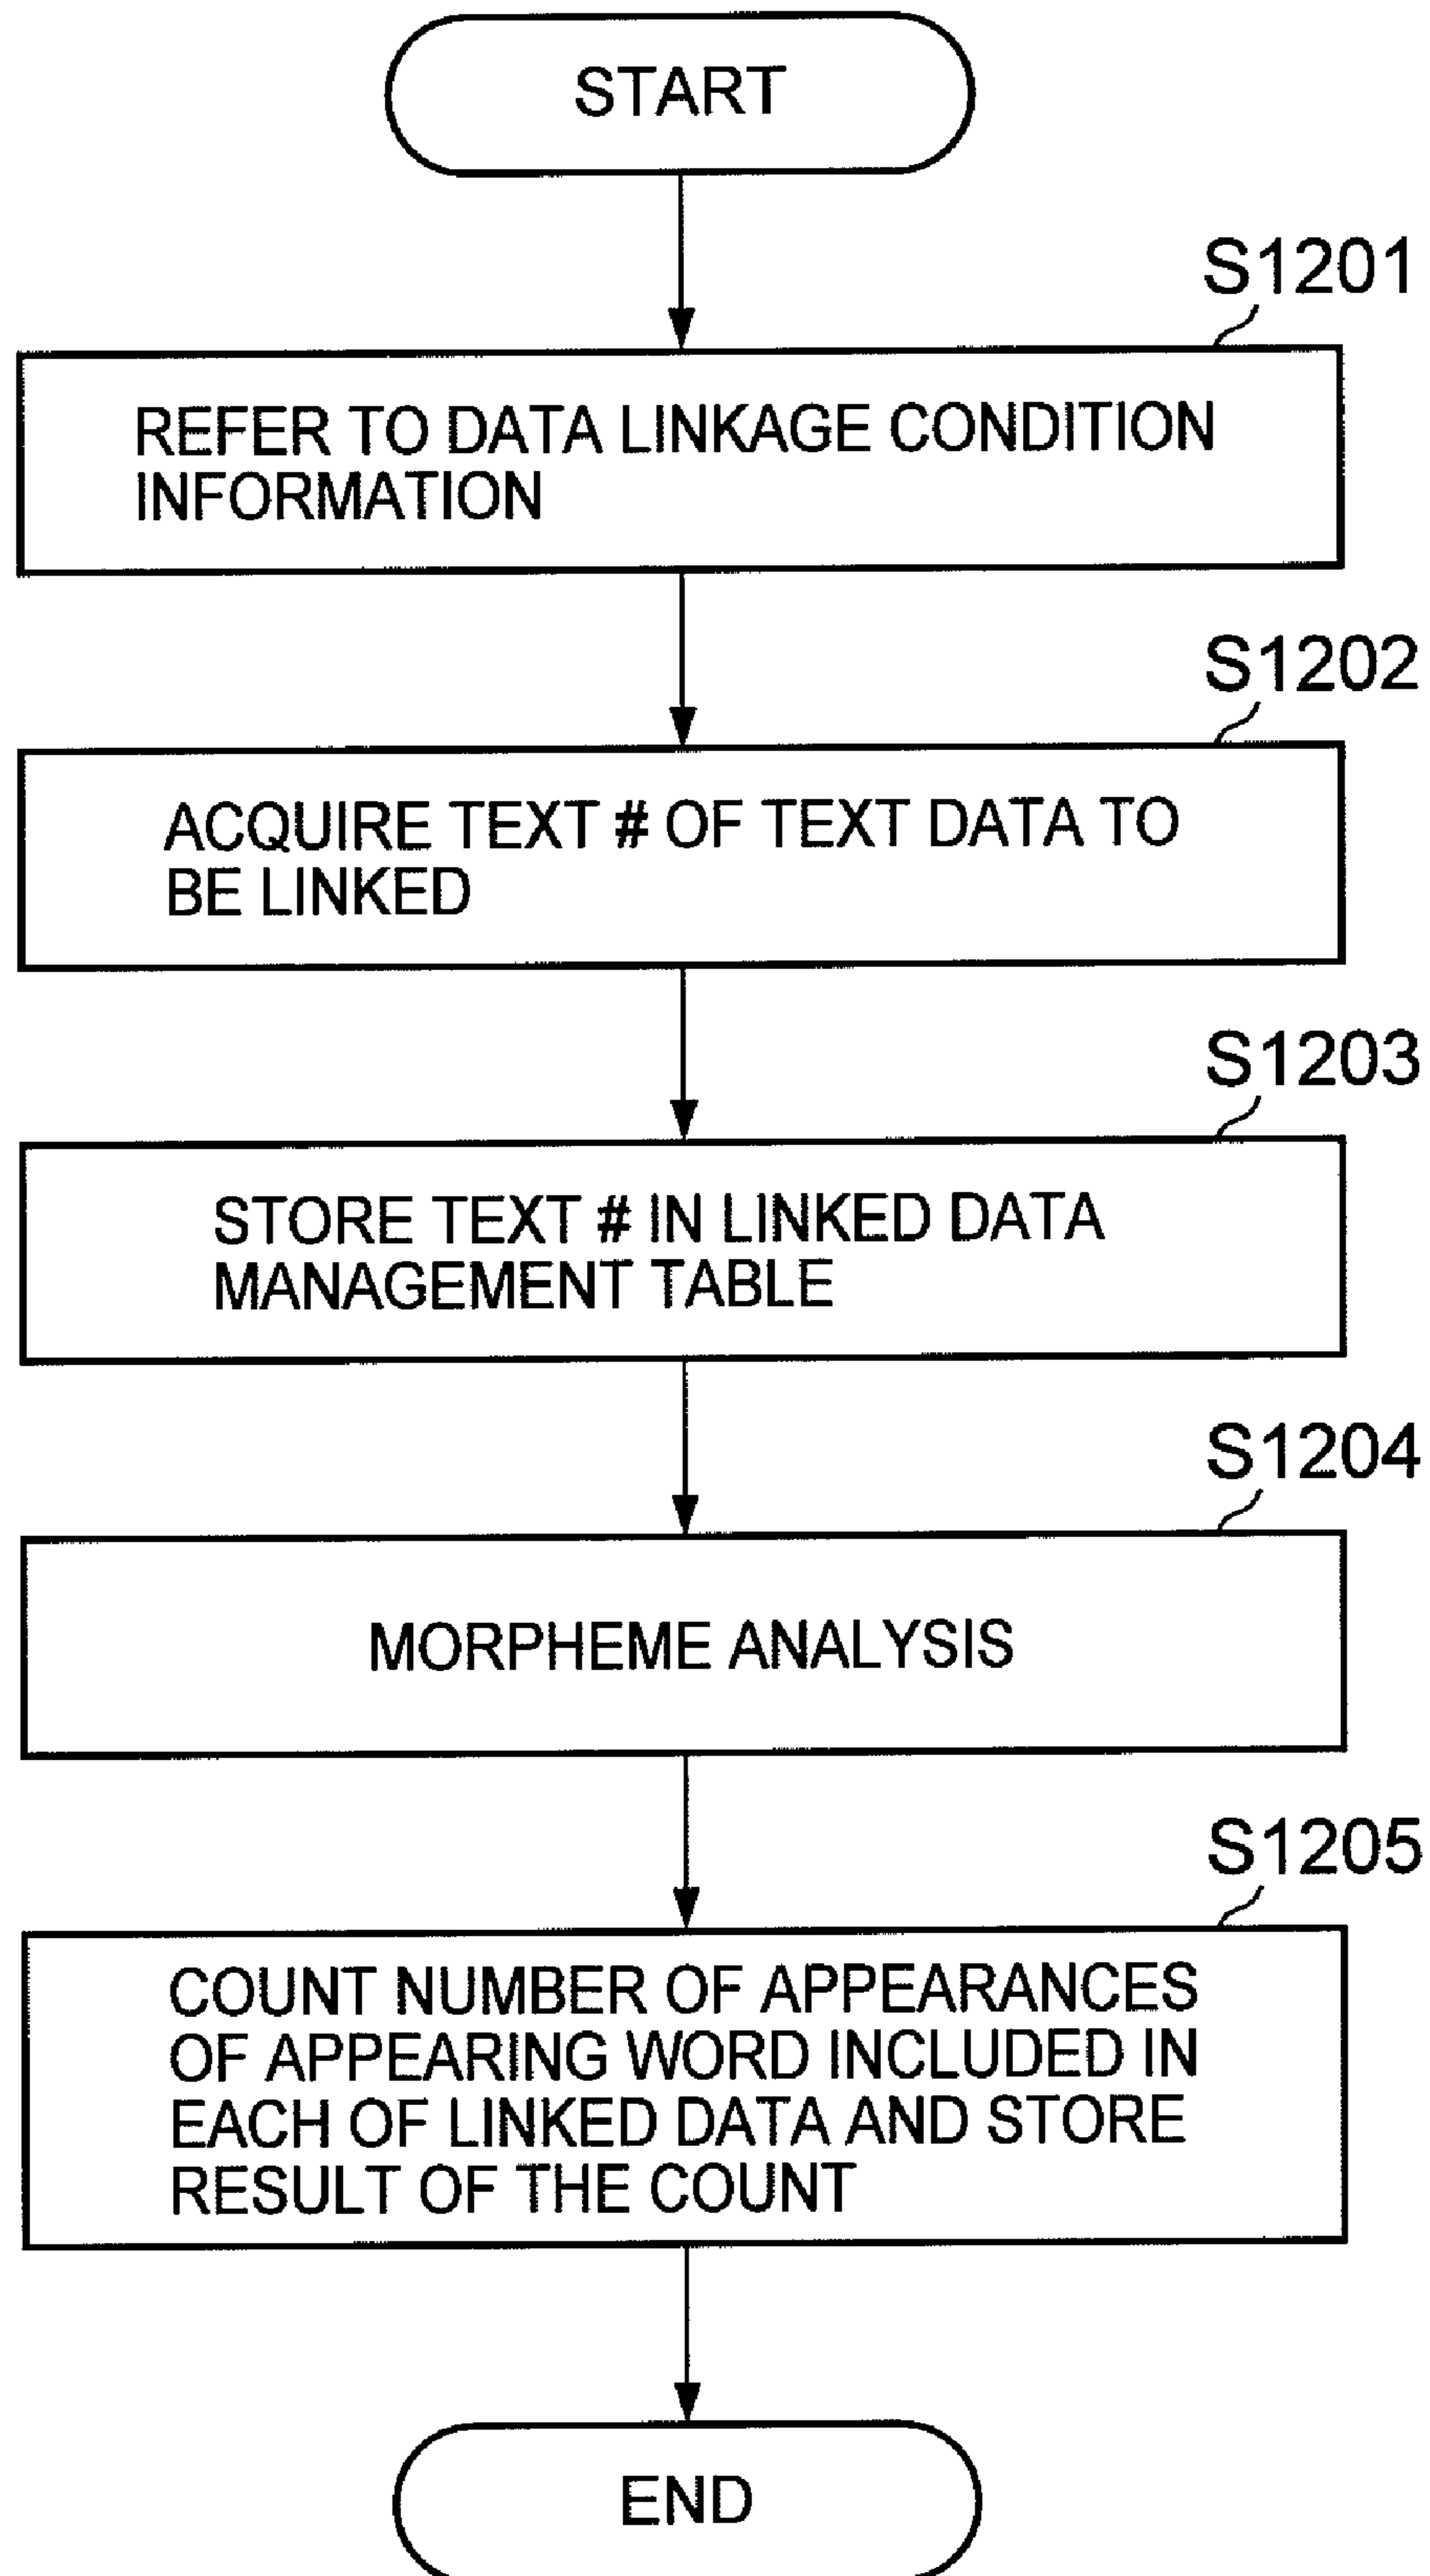 START
S1201
REFER TO DATA LINKAGE CONDITION
INFORMATION
S1202
ACQUIRE TEXT # OF TEXT DATA TO
BE LINKED
S1203
STORE TEXT # IN LINKED DATA
MANAGEMENT TABLE
S1204
MORPHEME ANALYSIS
S1205
COUNT NUMBER OF APPEARANCES
OF APPEARING WORD INCLUDED IN
EACH OF LINKED DATA AND STORE
RESULT OF THE COUNT
END